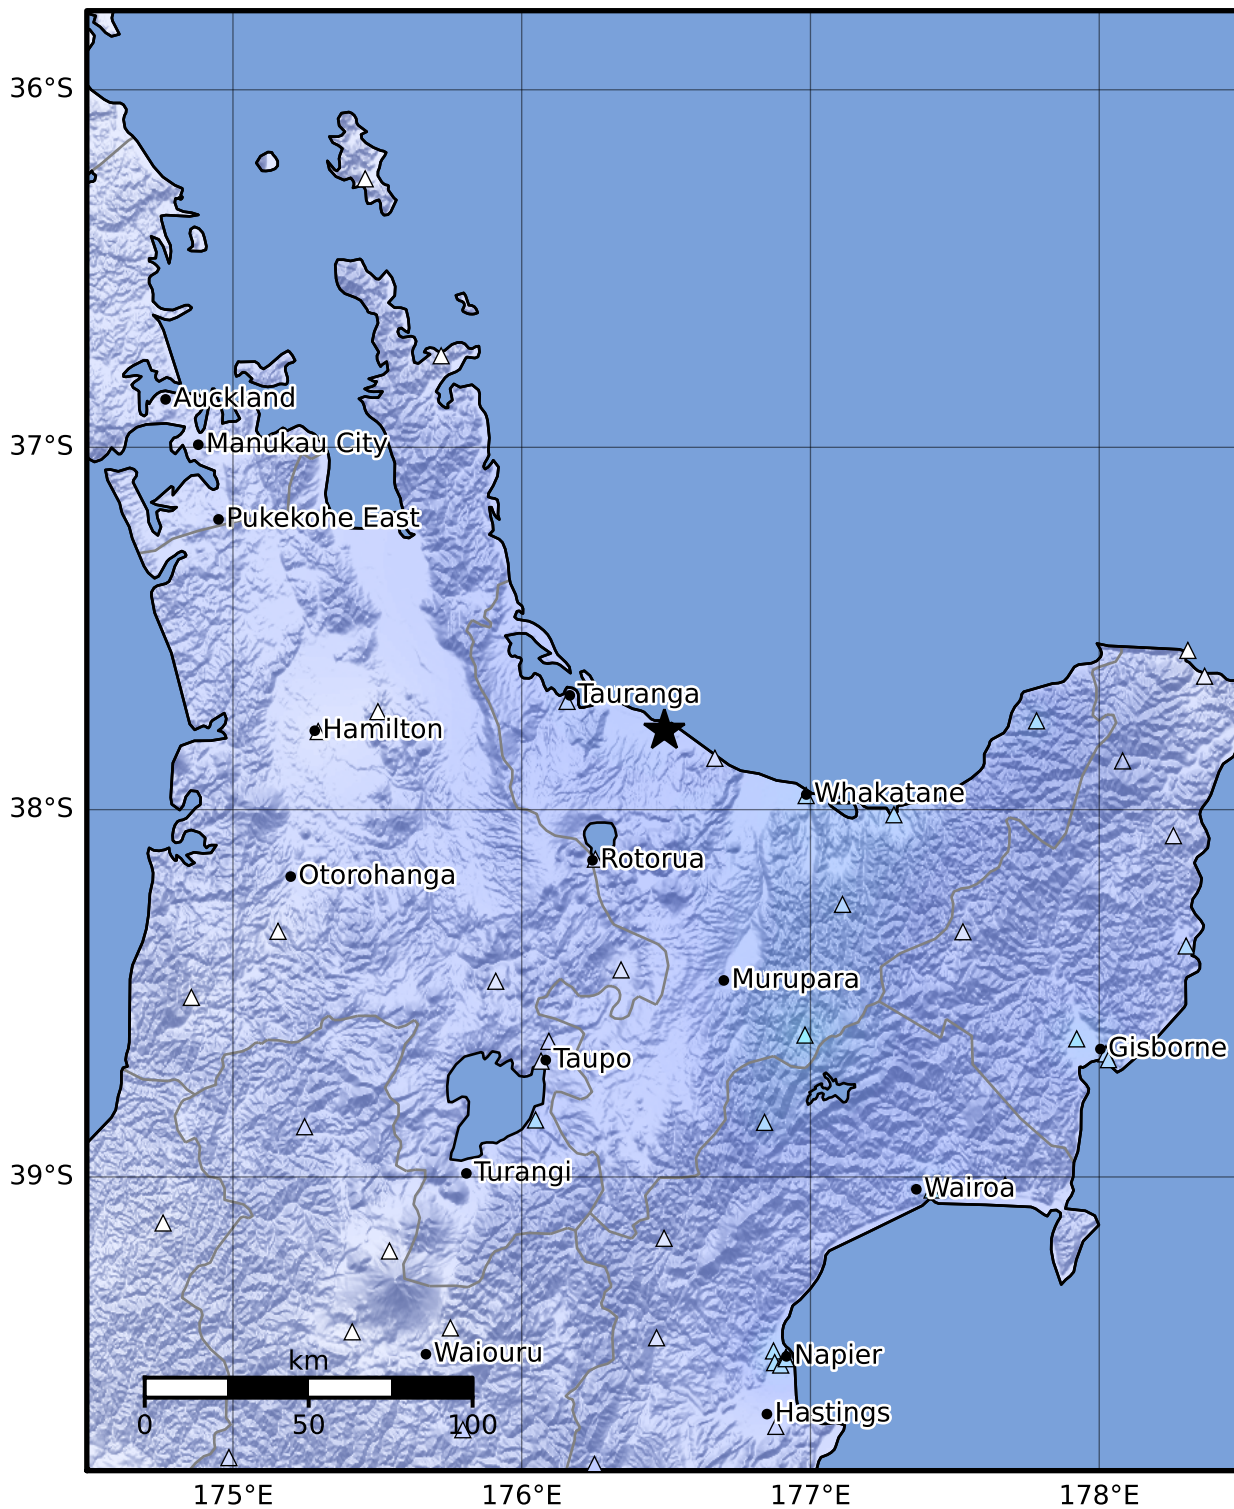 36°S
Auckland
Manukau City
37°S
Pukekohe East
Tauranga
Hamilton
Whakatane
38°S
Rotorua
Otorohanga
Murupara
Gisborne
Taupo
Turangi
39°S
Wairoa
Waiouru
Napier
km
0 50 100
Hastings
175°E 176°E 177°E 178°E